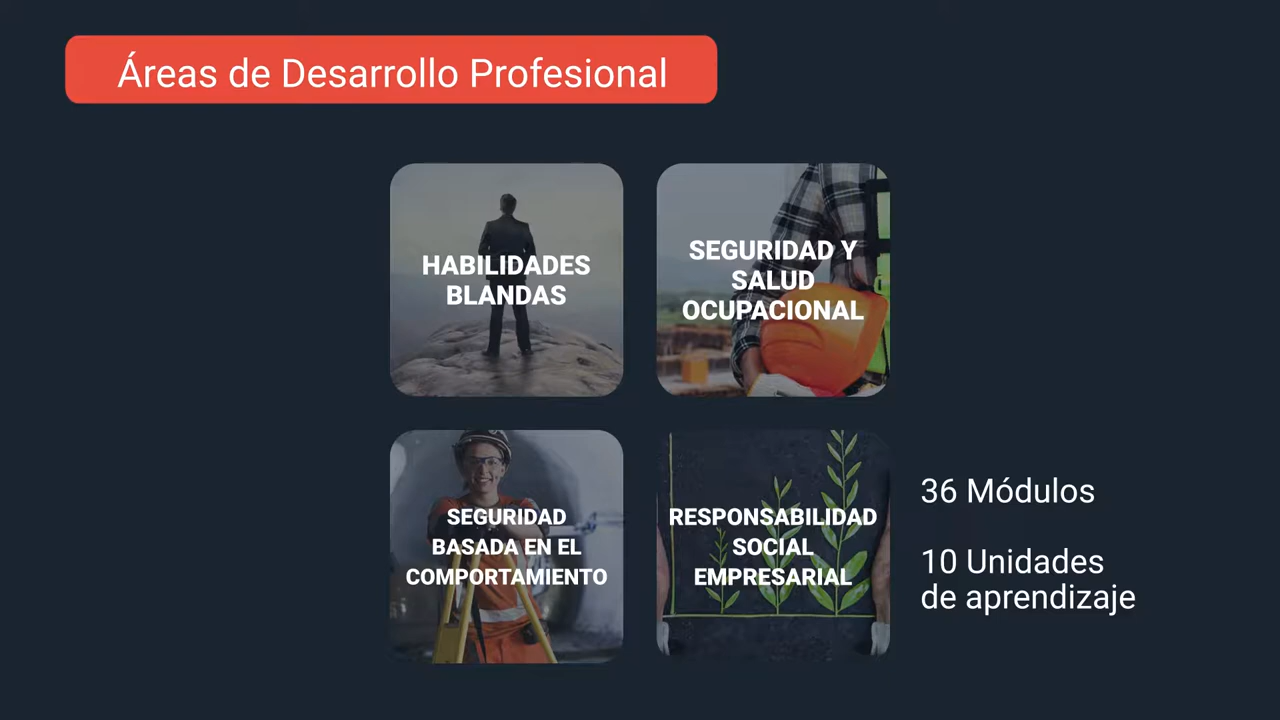 Áreas de Desarrollo Profesional
HABILIDADES
BLANDAS
SEGURIDAD Y
SALUD
OCUPACIONAL
SEGURIDAD
BASADA EN EL
COMPORTAMIENTO
RESPONSABILIDAD
SOCIAL
EMPRESARIAL
36 Módulos
10 Unidades
de aprendizaje